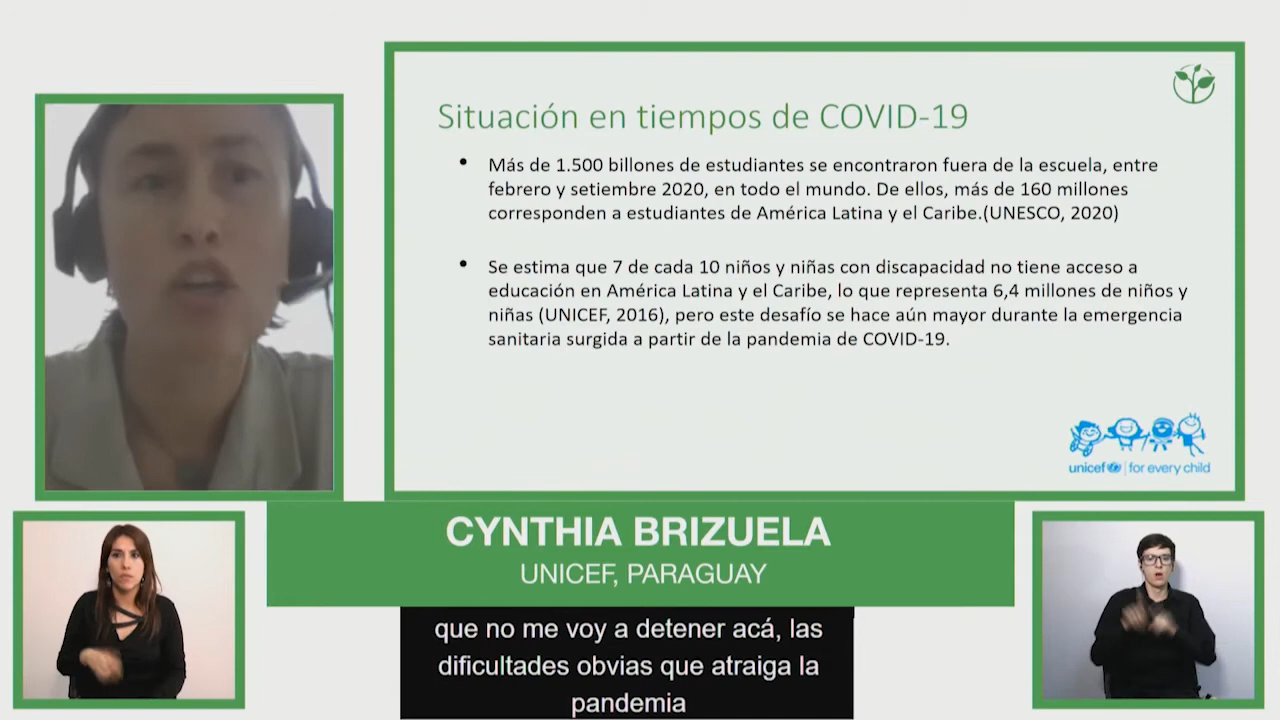 Situación en tiempos de COVID-19
• Más de 1.500 billones de estudiantes se encontraron fuera de la escuela, entre
febrero y setiembre 2020, en todo el mundo. De ellos, más de 160 millones
corresponden a estudiantes de América Latina y el Caribe.(UNESCO, 2020)
• Se estima que 7 de cada 10 niños y niñas con discapacidad no tiene acceso a
educación en América Latina y el Caribe, lo que representa 6,4 millones de niños y
niñas (UNICEF, 2016), pero este desafío se hace aún mayor durante la emergencia
sanitaria surgida a partir de la pandemia de COVID-19.
unicef | for every child
CYNTHIA BRIZUELA
UNICEF, PARAGUAY
que no me voy a detener acá, las
dificultades obvias que atraiga la
pandemia